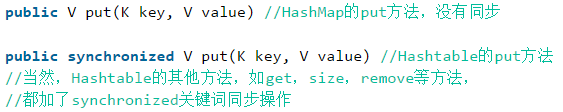 public V put(K key, V value) //HashMap的put方法，没有同步
public synchronized V put(K key, V value) //Hashtable的put方法
//当然，Hashtable的其他方法，如get，size，remove等方法，
//都加了synchronized关键词同步操作